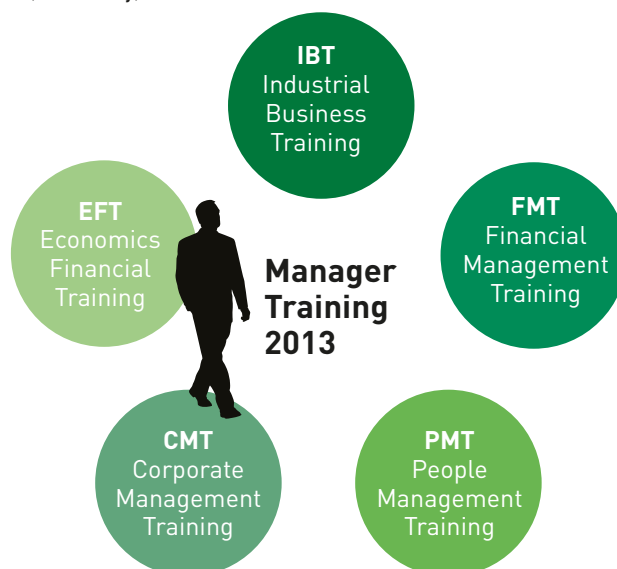 IBT
Industrial
Business
Training
EFT
Economics
Financial
Training
Manager
Training
2013
FMT
Financial
Management
Training
CMT
Corporate
Management
Training
PMT
People
Management
Training